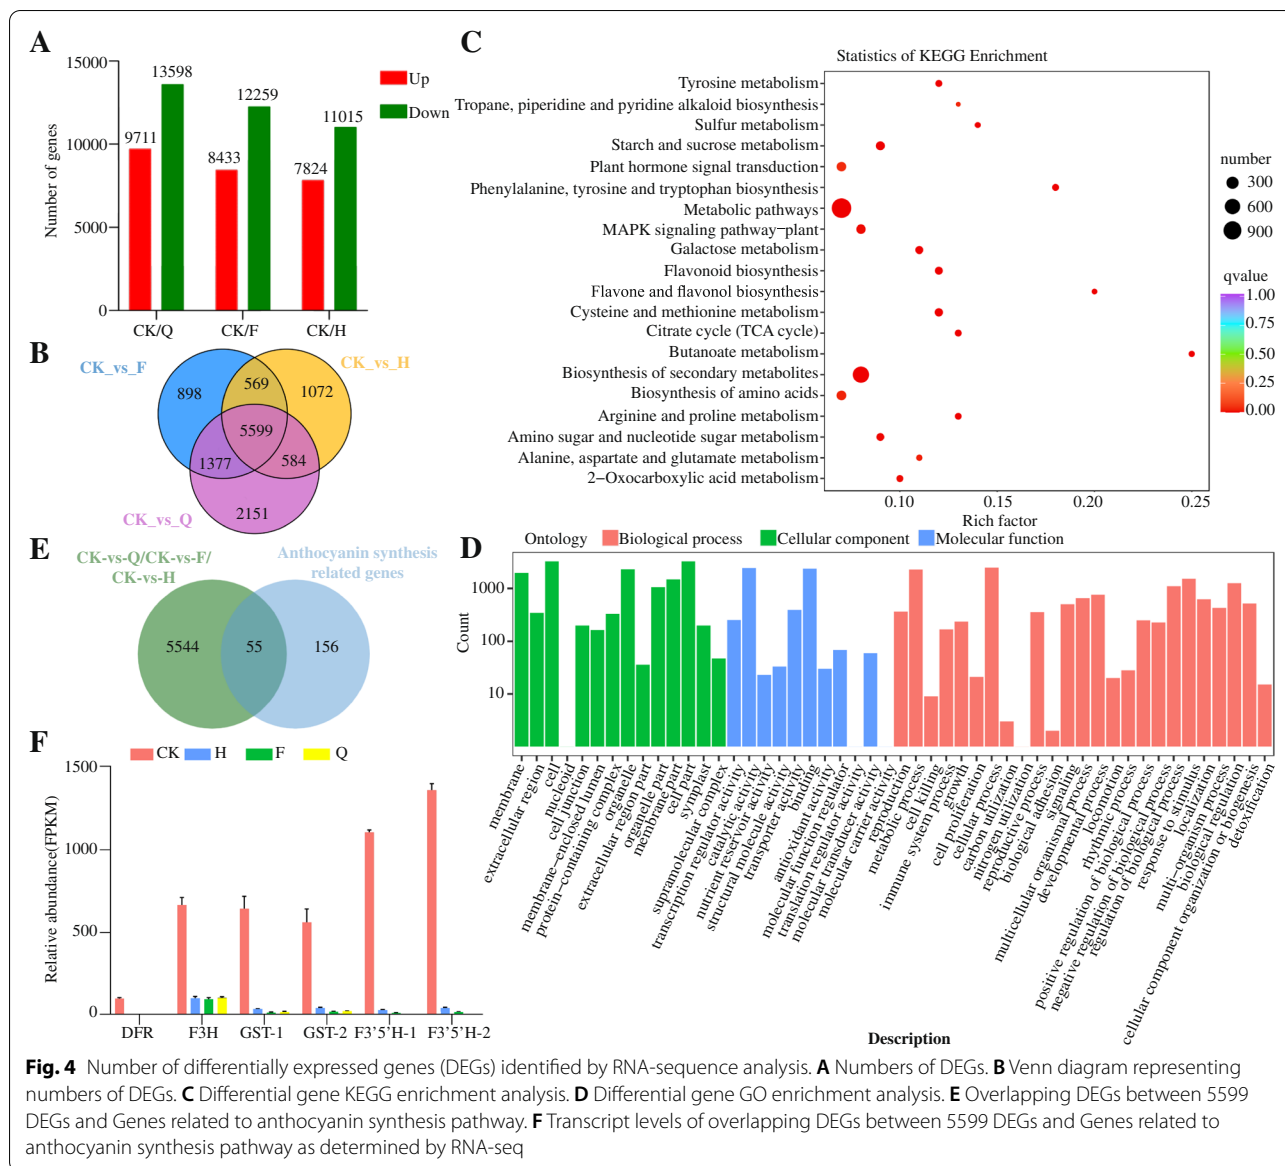 A
15000
10000
5000
0
Number of genes
9711
13598
8433
12259
7824
11015
CK/Q
CK/F
CK/H
Up
Down
B
CK_vs_F
CK_vs_H
CK_vs_Q
898
569
1072
5599
1377
584
2151
C
Statistics of KEGG Enrichment
Tyrosine metabolism
Tropane, piperidine and pyridine alkaloid biosynthesis
Sulfur metabolism
Starch and sucrose metabolism
Plant hormone signal transduction
Phenylalanine, tyrosine and tryptophan biosynthesis
Metabolic pathways
MAPK signaling pathway−plant
Galactose metabolism
Flavonoid biosynthesis
Flavone and flavonol biosynthesis
Cysteine and methionine metabolism
Citrate cycle (TCA cycle)
Butanoate metabolism
Biosynthesis of secondary metabolites
Biosynthesis of amino acids
Arginine and proline metabolism
Amino sugar and nucleotide sugar metabolism
Alanine, aspartate and glutamate metabolism
2−Oxocarboxylic acid metabolism
0.10
0.15
0.20
0.25
Rich factor
number
300
600
900
qvalue
1.00
0.75
0.50
0.25
0.00
E
CK-vs-Q/CK-vs-F/
CK-vs-H
Anthocyanin synthesis
related genes
5544
55
156
D
Ontology
Biological process
Cellular component
Molecular function
Count
1000
100
10
membrane
extracellular region
cell
nucleoid
cell junction
membrane−enclosed lumen
protein−containing complex
organelle
extracellular region part
organelle part
membrane part
cell part
symplast
supramolecular complex
transcription regulator activity
catalytic activity
nutrient reservoir activity
structural molecule activity
transporter activity
binding
antioxidant activity
molecular function regulator
translation regulator activity
molecular transducer activity
molecular carrier activity
reproduction
metabolic process
cell killing
immune system process
growth
cell proliferation
cellular process
carbon utilization
nitrogen utilization
reproductive process
biological adhesion
signaling
multicellular organismal process
developmental process
locomotion
rhythmic process
positive regulation of biological process
negative regulation of biological process
regulation of biological process
response to stimulus
localization
multi−organism process
biological regulation
cellular component organization or biogenesis
detoxification
Description
F
CK
H
F
Q
1500
1000
500
0
Relative abundance(FPKM)
DFR
F3H
GST-1
GST-2
F3’5’H-1
F3’5’H-2
Fig. 4 Number of differentially expressed genes (DEGs) identified by RNA-sequence analysis. A Numbers of DEGs. B Venn diagram representing
numbers of DEGs. C Differential gene KEGG enrichment analysis. D Differential gene GO enrichment analysis. E Overlapping DEGs between 5599
DEGs and Genes related to anthocyanin synthesis pathway. F Transcript levels of overlapping DEGs between 5599 DEGs and Genes related to
anthocyanin synthesis pathway as determined by RNA-seq